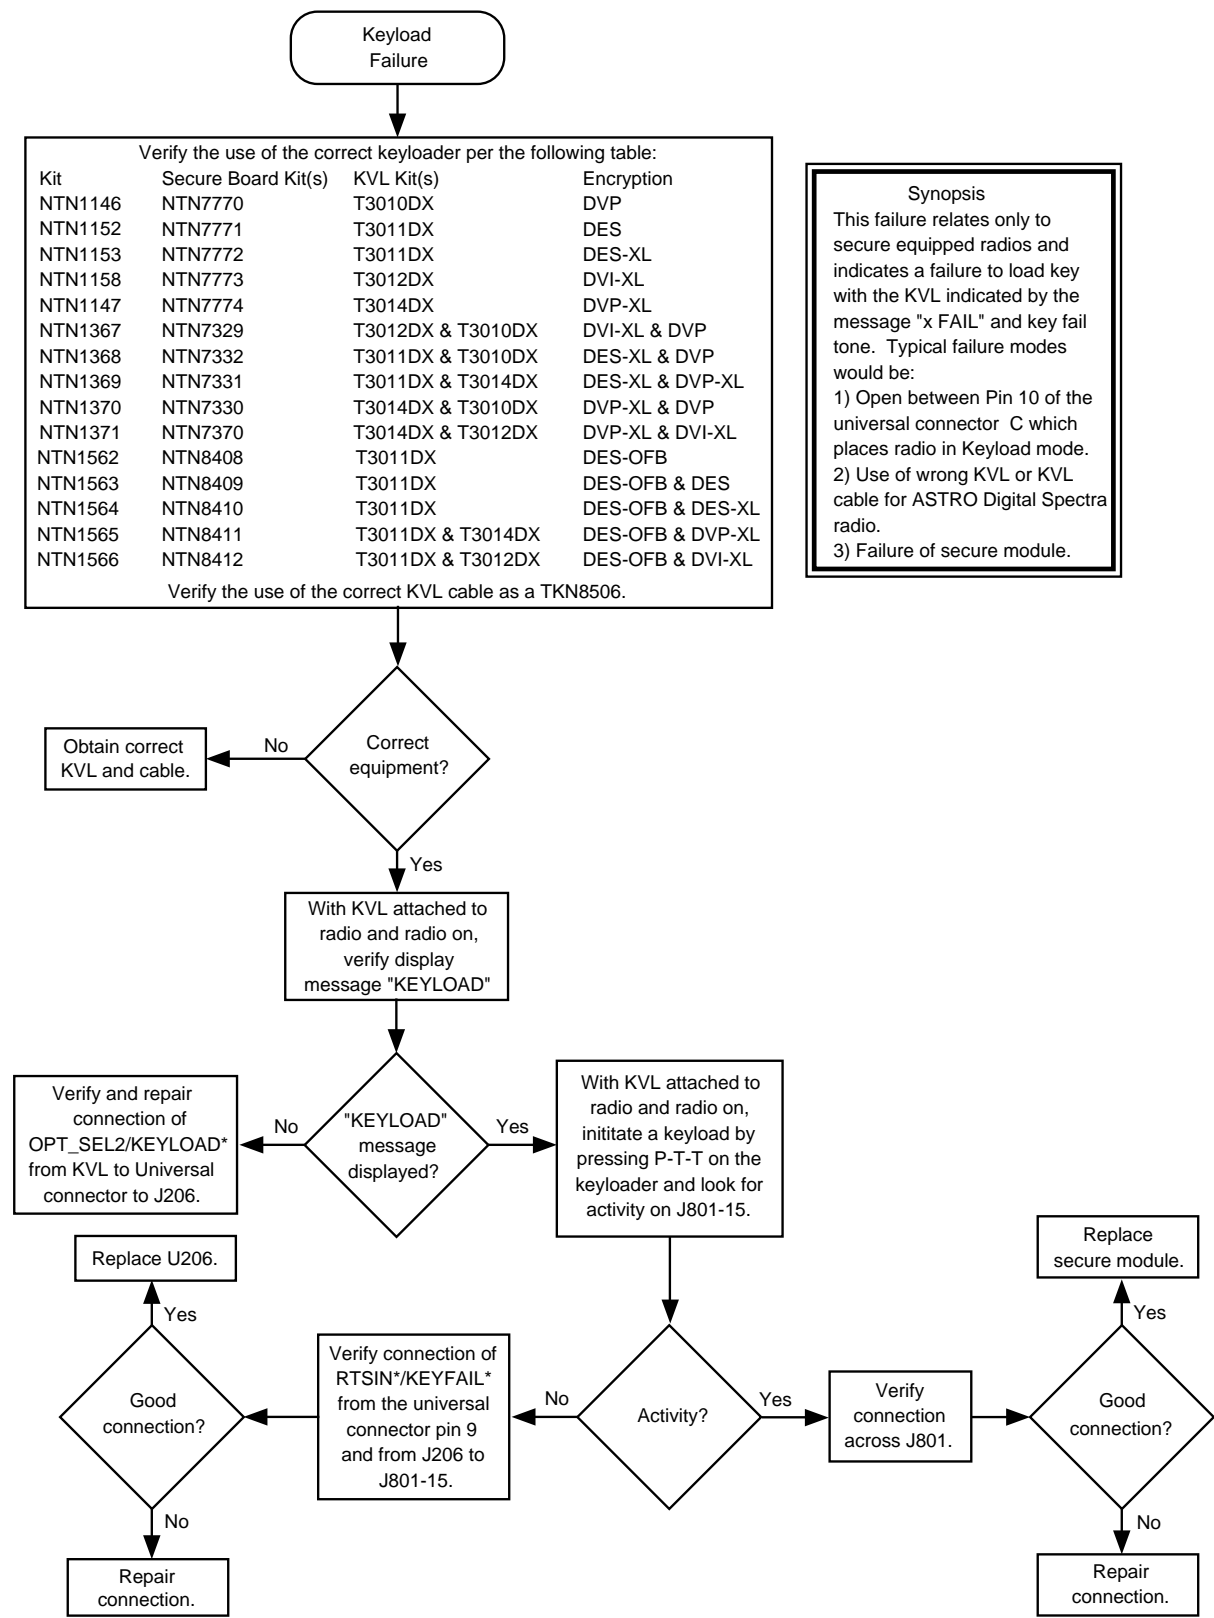 Keyload
Failure
Verify the use of the correct keyloader per the following table:
Kit Secure Board Kit(s) KVL Kit(s) Encryption
NTN1146 NTN7770 T3010DX DVP
NTN1152 NTN7771 T3011DX DES
NTN1153 NTN7772 T3011DX DES-XL
NTN1158 NTN7773 T3012DX DVI-XL
NTN1147 NTN7774 T3014DX DVP-XL
NTN1367 NTN7329 T3012DX & T3010DX DVI-XL & DVP
NTN1368 NTN7332 T3011DX & T3010DX DES-XL & DVP
NTN1369 NTN7331 T3011DX & T3014DX DES-XL & DVP-XL
NTN1370 NTN7330 T3014DX & T3010DX DVP-XL & DVP
NTN1371 NTN7370 T3014DX & T3012DX DVP-XL & DVI-XL
NTN1562 NTN8408 T3011DX DES-OFB
NTN1563 NTN8409 T3011DX DES-OFB & DES
NTN1564 NTN8410 T3011DX DES-OFB & DES-XL
NTN1565 NTN8411 T3011DX & T3014DX DES-OFB & DVP-XL
NTN1566 NTN8412 T3011DX & T3012DX DES-OFB & DVI-XL
Verify the use of the correct KVL cable as a TKN8506.
Synopsis
This failure relates only to
secure equipped radios and
indicates a failure to load key
with the KVL indicated by the
message "x FAIL" and key fail
tone. Typical failure modes
would be:
1) Open between Pin 10 of the
universal connector C which
places radio in Keyload mode.
2) Use of wrong KVL or KVL
cable for ASTRO Digital Spectra
radio.
3) Failure of secure module.
Correct
equipment?
No
Obtain correct
KVL and cable.
Yes
With KVL attached to
radio and radio on,
verify display
message "KEYLOAD"
"KEYLOAD"
message
displayed?
No
Verify and repair
connection of
OPT_SEL2/KEYLOAD*
from KVL to Universal
connector to J206.
Yes
With KVL attached to
radio and radio on,
inititate a keyload by
pressing P-T-T on the
keyloader and look for
activity on J801-15.
Activity?
No
Verify connection of
RTSIN*/KEYFAIL*
from the universal
connector pin 9
and from J206 to
J801-15.
Good
connection?
Yes
Replace U206.
No
Repair
connection.
Yes
Verify
connection
across J801.
Good
connection?
Yes
Replace
secure module.
No
Repair
connection.